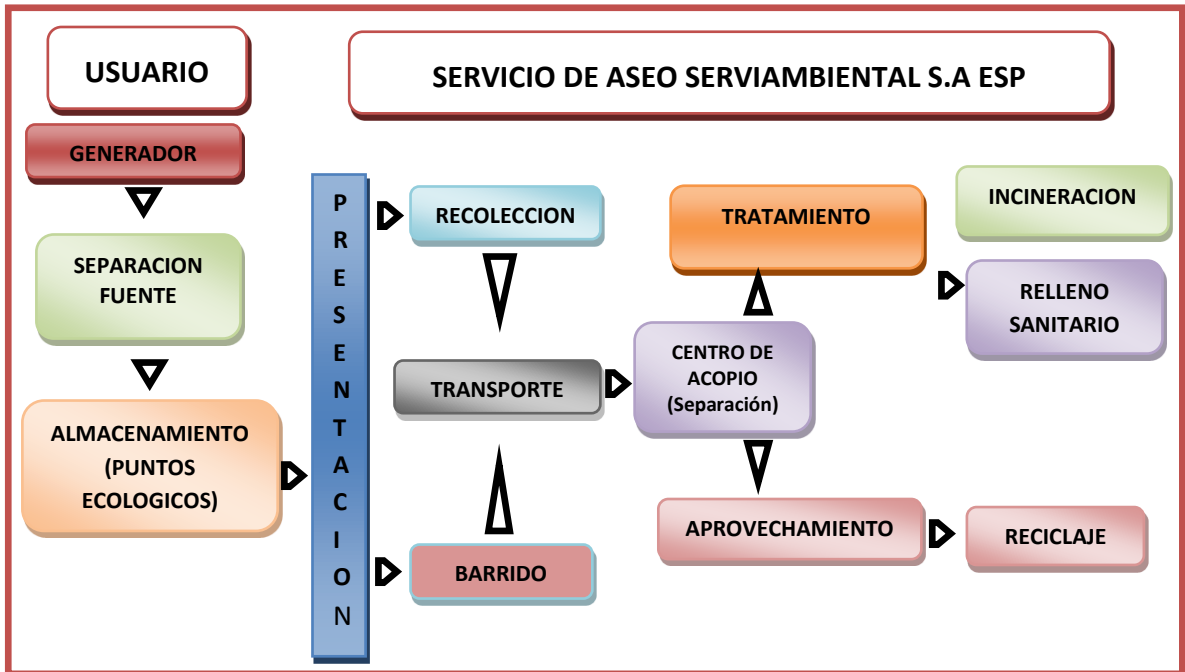 USUARIO
SERVICIO DE ASEO SERVIAMBIENTAL S.A ESP
GENERADOR
SEPARACION
FUENTE
ALMACENAMIENTO
(PUNTOS
ECOLOGICOS)
P
R
E
S
E
N
T
A
C
I
O
N
RECOLECCION
TRANSPORTE
BARRIDO
CENTRO DE
ACOPIO
(Separación)
TRATAMIENTO
INCINERACION
RELLENO
SANITARIO
APROVECHAMIENTO
RECICLAJE